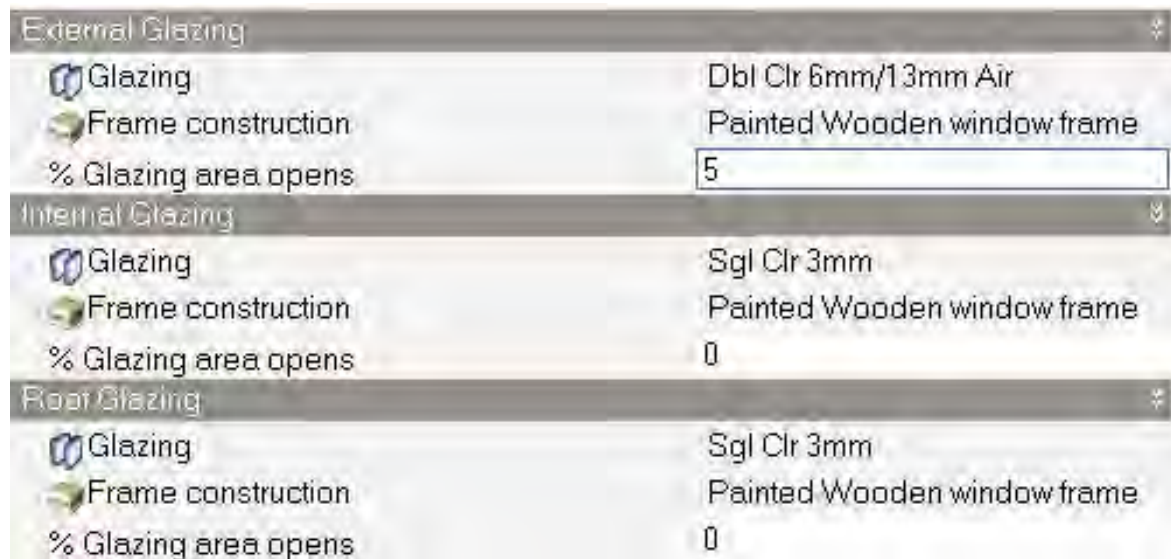 External Glazing
Glazing Dbl Clr 6mm/13mm Air
Frame construction Painted Wooden window frame
% Glazing area opens 5
Internal Glazing
Glazing Sgl Clr 3mm
Frame construction Painted Wooden window frame
% Glazing area opens 0
Roof Glazing
Glazing Sgl Clr 3mm
Frame construction Painted Wooden window frame
% Glazing area opens 0